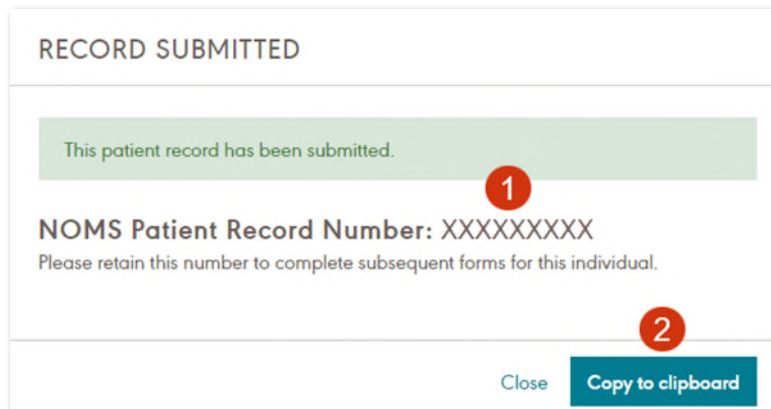 RECORD SUBMITTED
This patient record has been submitted.
1
NOMS Patient Record Number: XXXXXXXXX
Please retain this number to complete subsequent forms for this individual.
2
Close Copy to clipboard